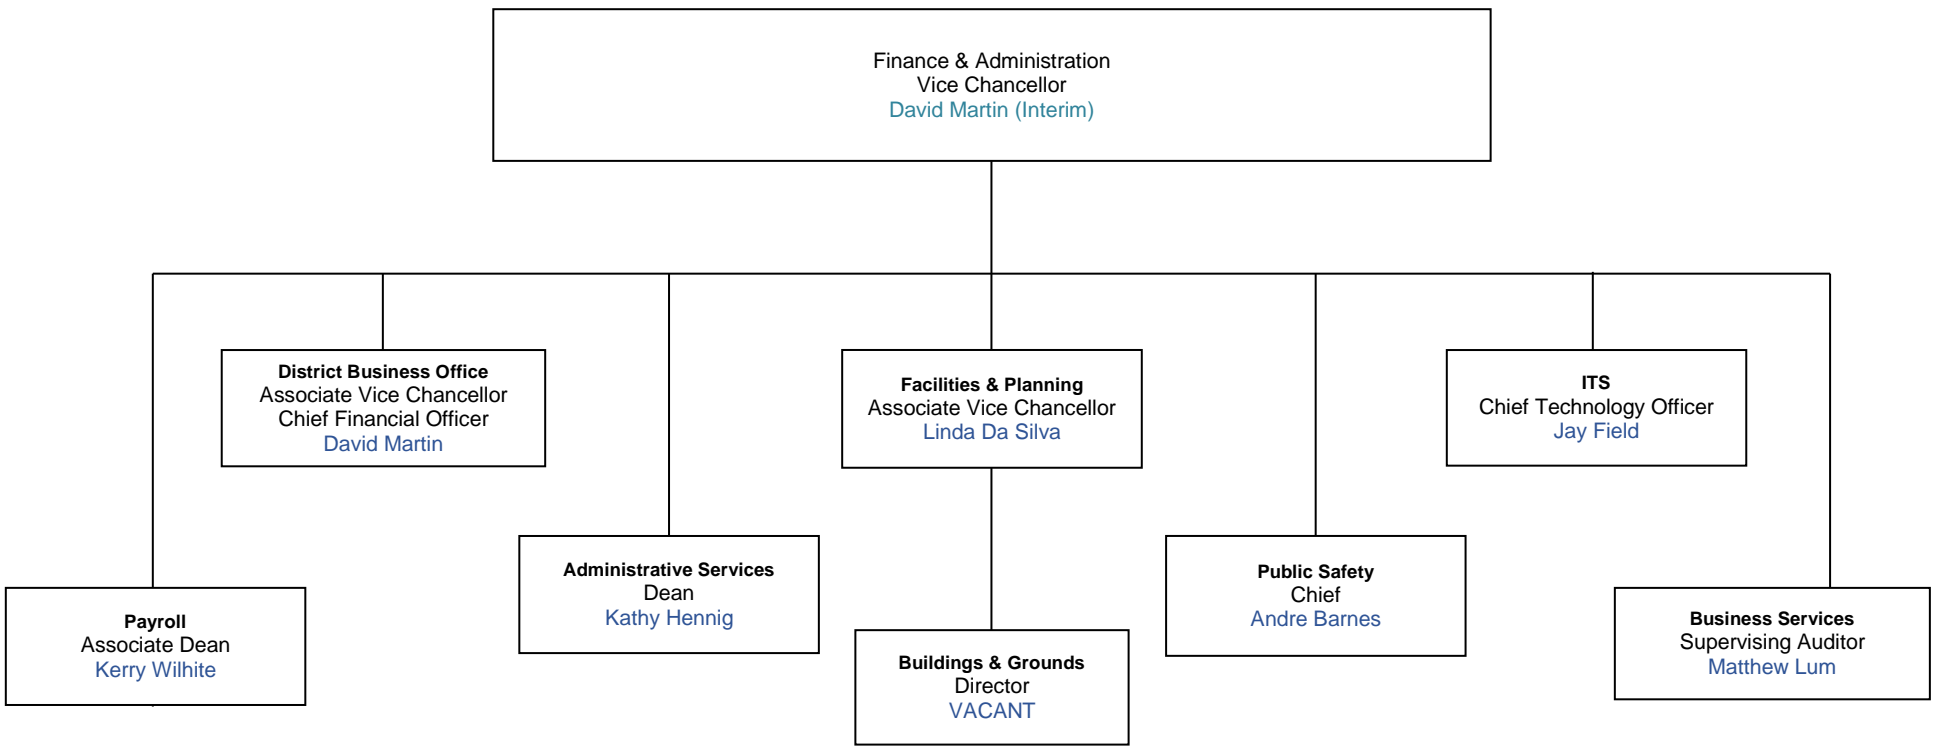 Finance & Administration
Vice Chancellor
David Martin (Interim)
District Business Office
Associate Vice Chancellor
Chief Financial Officer
David Martin
Facilities & Planning
Associate Vice Chancellor
Linda Da Silva
ITS
Chief Technology Officer
Jay Field
Payroll
Associate Dean
Kerry Wilhite
Administrative Services
Dean
Kathy Hennig
Buildings & Grounds
Director
VACANT
Public Safety
Chief
Andre Barnes
Business Services
Supervising Auditor
Matthew Lum